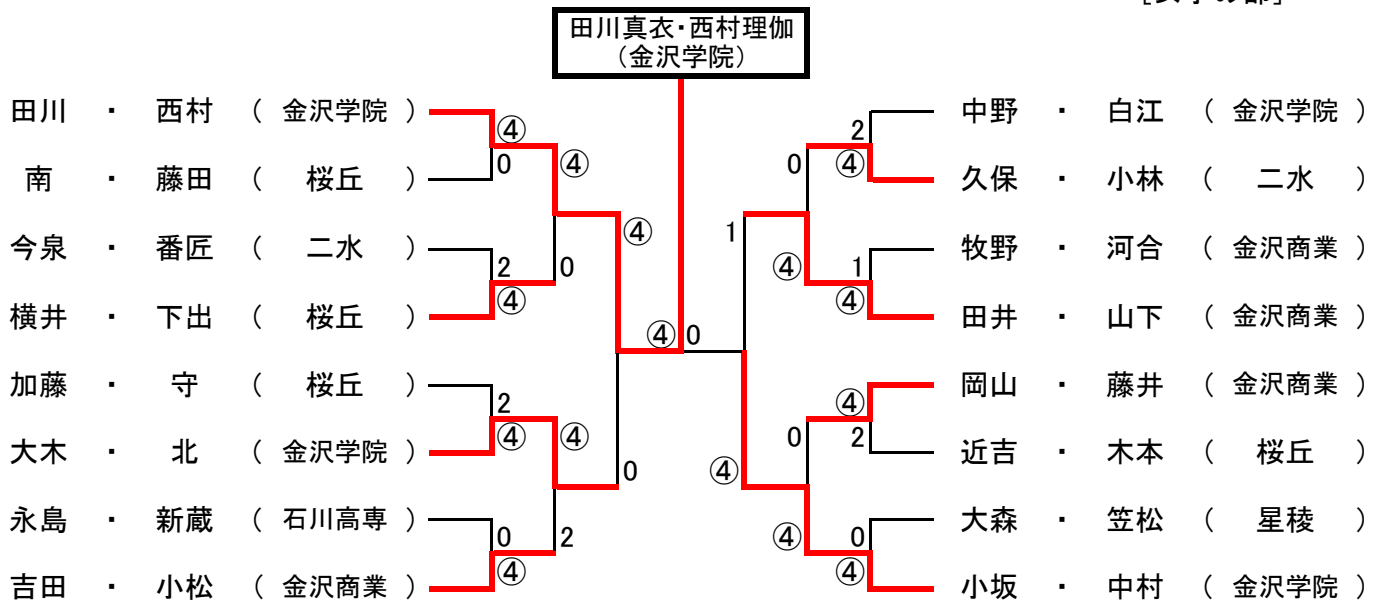 田川真衣・西村理伽
（金沢学院）
田川 ・ 西村 （ 金沢学院 ）
④
0
南 ・ 藤田 （ 桜丘 ）
④
今泉 ・ 番匠 （ 二水 ）
2
④
0
横井 ・ 下出 （ 桜丘 ）
④
加藤 ・ 守 （ 桜丘 ）
2
④
大木 ・ 北 （ 金沢学院 ）
④
0
永島 ・ 新蔵 （ 石川高専 ）
0
④
2
吉田 ・ 小松 （ 金沢商業 ）
④ 0
中野 ・ 白江 （ 金沢学院 ）
2
④
0
久保 ・ 小林 （ 二水 ）
1
牧野 ・ 河合 （ 金沢商業 ）
1
④
④
田井 ・ 山下 （ 金沢商業 ）
岡山 ・ 藤井 （ 金沢商業 ）
④
2
0
近吉 ・ 木本 （ 桜丘 ）
④
大森 ・ 笠松 （ 星稜 ）
0
④
④
小坂 ・ 中村 （ 金沢学院 ）